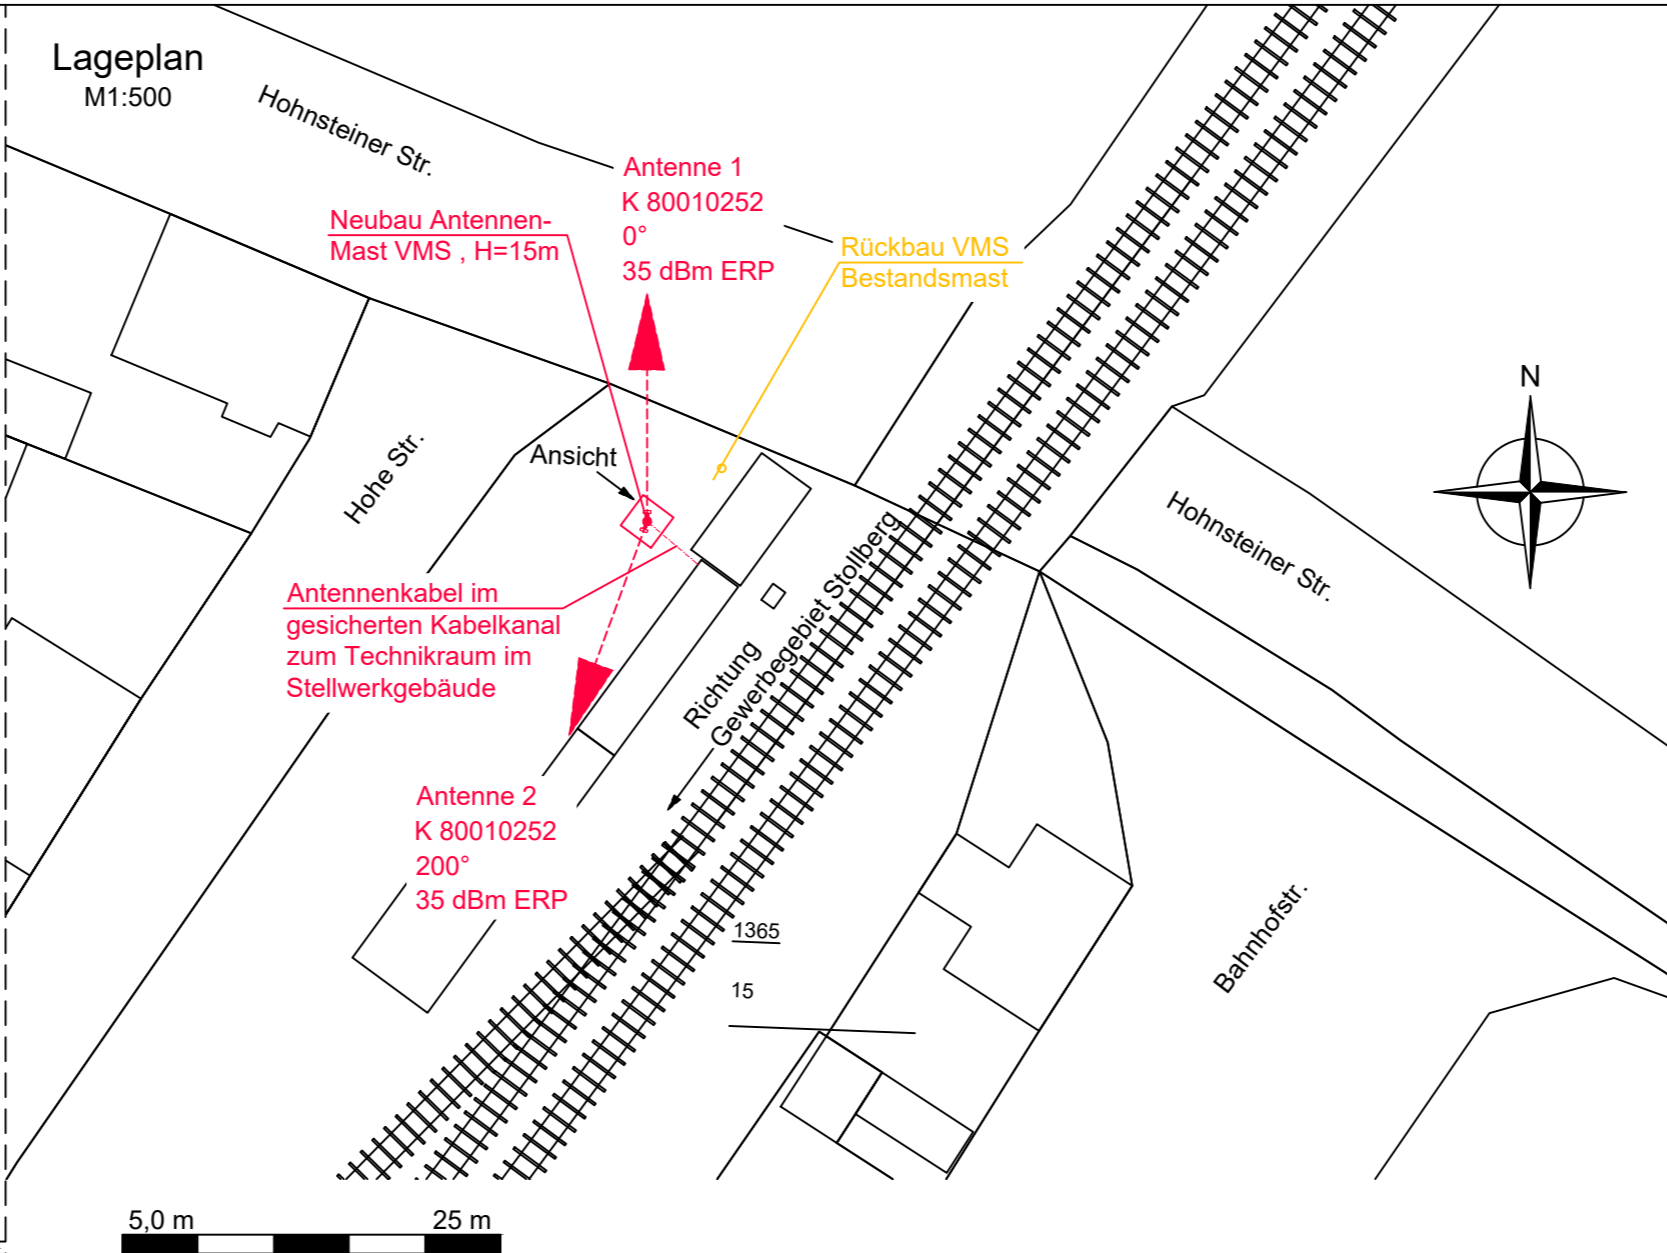 Lageplan
M1:500
Hohnsteiner Str.
Antenne 1
K 80010252
0°
35 dBm ERP
Neubau Antennen-
Mast VMS , H=15m
Rückbau VMS
Bestandsmast
N
Ansicht
Hohe Str.
Hohnsteiner Str.
Antennenkabel im
gesicherten Kabelkanal
zum Technikraum im
Stellwerkgebäude
Richtung
Gewerbegebiet Stollberg
Antenne 2
K 80010252
200°
35 dBm ERP
1365
15
Bahnhofstr.
5,0 m
25 m